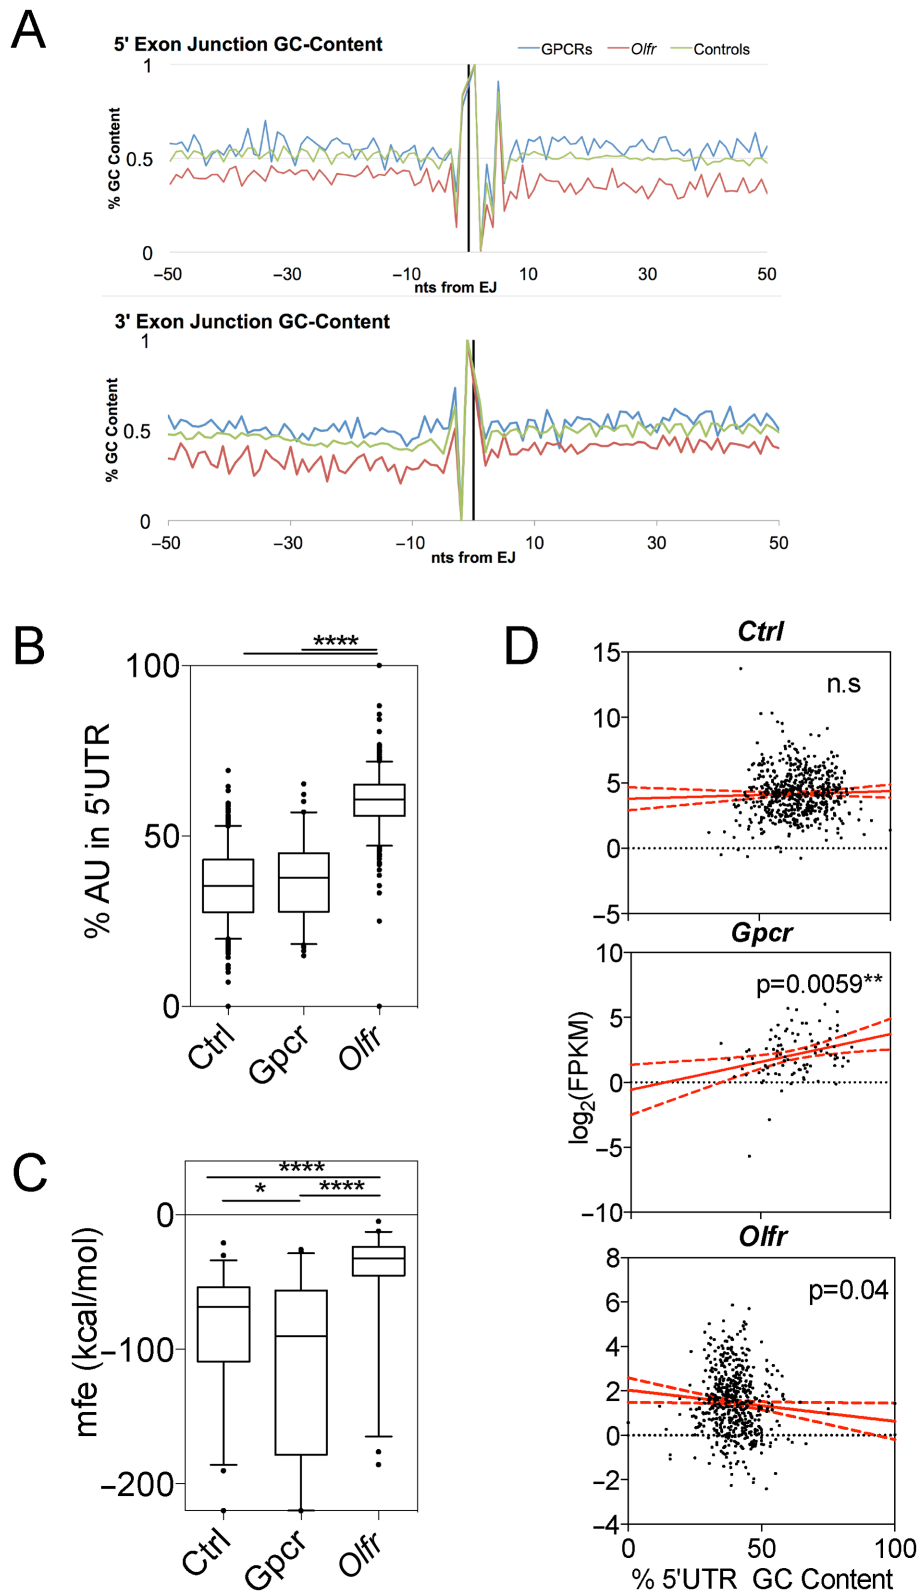 A
5' Exon Junction GC-Content
GPCRs Olfr Controls
1
% GC Content
0.5
0
−50 −30 −10 10 30 50
nts from EJ
3' Exon Junction GC-Content
1
% GC Content
0.5
0
−50 −30 −10 10 30 50
nts from EJ
B
****
100
% AU in 5'UTR
50
0
Ctrl Gpcr Olfr
C
****
* ****
0
mfe (kcal/mol)
−100
−200
Ctrl Gpcr Olfr
D
Ctrl
15
n.s
10
5
0
−5
Gpcr
10
p=0.0059**
5
log2(FPKM)
0
−5
−10
Olfr
8
p=0.04
6
4
2
0
−2
−4
0 50 100
% 5'UTR GC Content